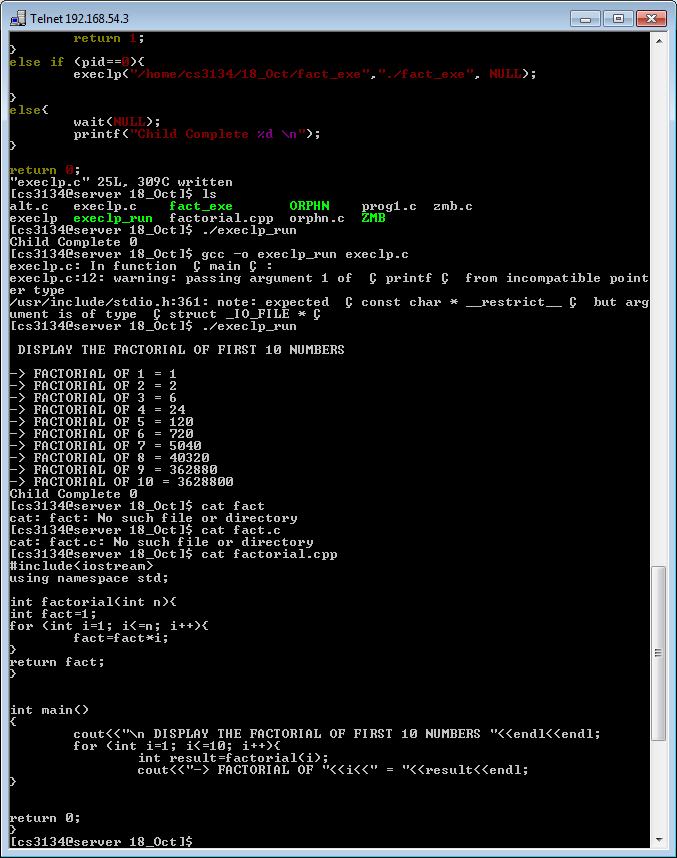 Telnet 192.168.54.3
return 1;
}
else if (pid==0){
execlp("/home/cs3134/18_Oct/fact_exe","./fact_exe", NULL);
}
else{
wait(NULL);
printf("Child Complete %d \n");
}
return 0;
"execlp.c" 25L, 309C written
[cs3134@server 18_Oct]$ ls
alt.c execlp.c fact_exe ORPHN prog1.c zmb.c
execlp execlp_run factorial.cpp orphn.c ZMB
[cs3134@server 18_Oct]$ ./execlp_run
Child Complete 0
[cs3134@server 18_Oct]$ gcc -o execlp_run execlp.c
execlp.c: In function Ç main Ç :
execlp.c:12: warning: passing argument 1 of Ç printf Ç from incompatible point
er type
/usr/include/stdio.h:361: note: expected Ç const char * __restrict__ Ç but arg
ument is of type Ç struct _IO_FILE * Ç
[cs3134@server 18_Oct]$ ./execlp_run
DISPLAY THE FACTORIAL OF FIRST 10 NUMBERS
-> FACTORIAL OF 1 = 1
-> FACTORIAL OF 2 = 2
-> FACTORIAL OF 3 = 6
-> FACTORIAL OF 4 = 24
-> FACTORIAL OF 5 = 120
-> FACTORIAL OF 6 = 720
-> FACTORIAL OF 7 = 5040
-> FACTORIAL OF 8 = 40320
-> FACTORIAL OF 9 = 362880
-> FACTORIAL OF 10 = 3628800
Child Complete 0
[cs3134@server 18_Oct]$ cat fact
cat: fact: No such file or directory
[cs3134@server 18_Oct]$ cat fact.c
cat: fact.c: No such file or directory
[cs3134@server 18_Oct]$ cat factorial.cpp
#include<iostream>
using namespace std;
int factorial(int n){
int fact=1;
for (int i=1; i<=n; i++){
fact=fact*i;
}
return fact;
}
int main()
{
cout<<"\n DISPLAY THE FACTORIAL OF FIRST 10 NUMBERS "<<endl<<endl;
for (int i=1; i<=10; i++){
int result=factorial(i);
cout<<"-> FACTORIAL OF "<<i<<" = "<<result<<endl;
}
return 0;
}
[cs3134@server 18_Oct]$